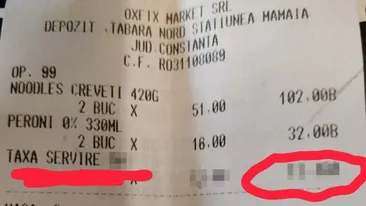 OXFIX MARKET SRL
DEPOZIT ,TABARA NORD STATIUNEA MAMAIA
JUD.CONSTANTA
C.F. RO31108089
OP. 99
NOODLES CREVETI 420G
2 BUC X 51.00 102.00B
PERONI 0% 330ML
2 BUC X 16.00 32.00B
TAXA SERVIRE
X